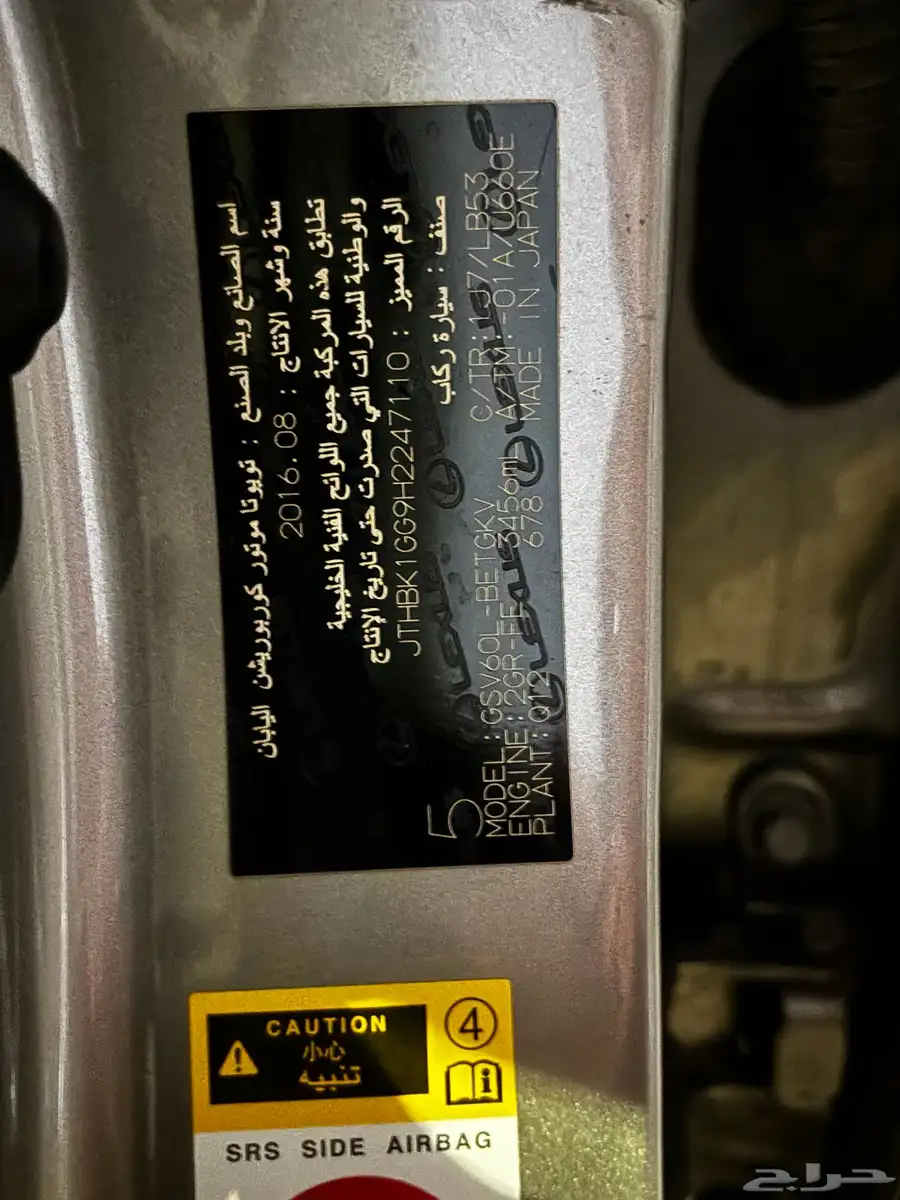 اسم الصانع وبلد الصنع : تويوتا موتور كوربوريشن اليابان
سنة وشهر الانتاج : 2016.08
تطابق هذه المركبة جميع اللوائح الفنية الخليجية
والوطنية للسيارات التي صدرت حتى تاريخ الإنتاج
الرقم المميز : JTHBK1GG9H2247110
صنف : سيارة ركاب
5
MODEL:GSV60L-BETGKV C/TR:1J7/LB53
ENGINE:2GR-FE 3456mL A/TM:-01A/U660E
PLANT:Q12 678 MADE IN JAPAN
CAUTION
小心
تنبيه
4
i
SRS SIDE AIRBAG
حراج